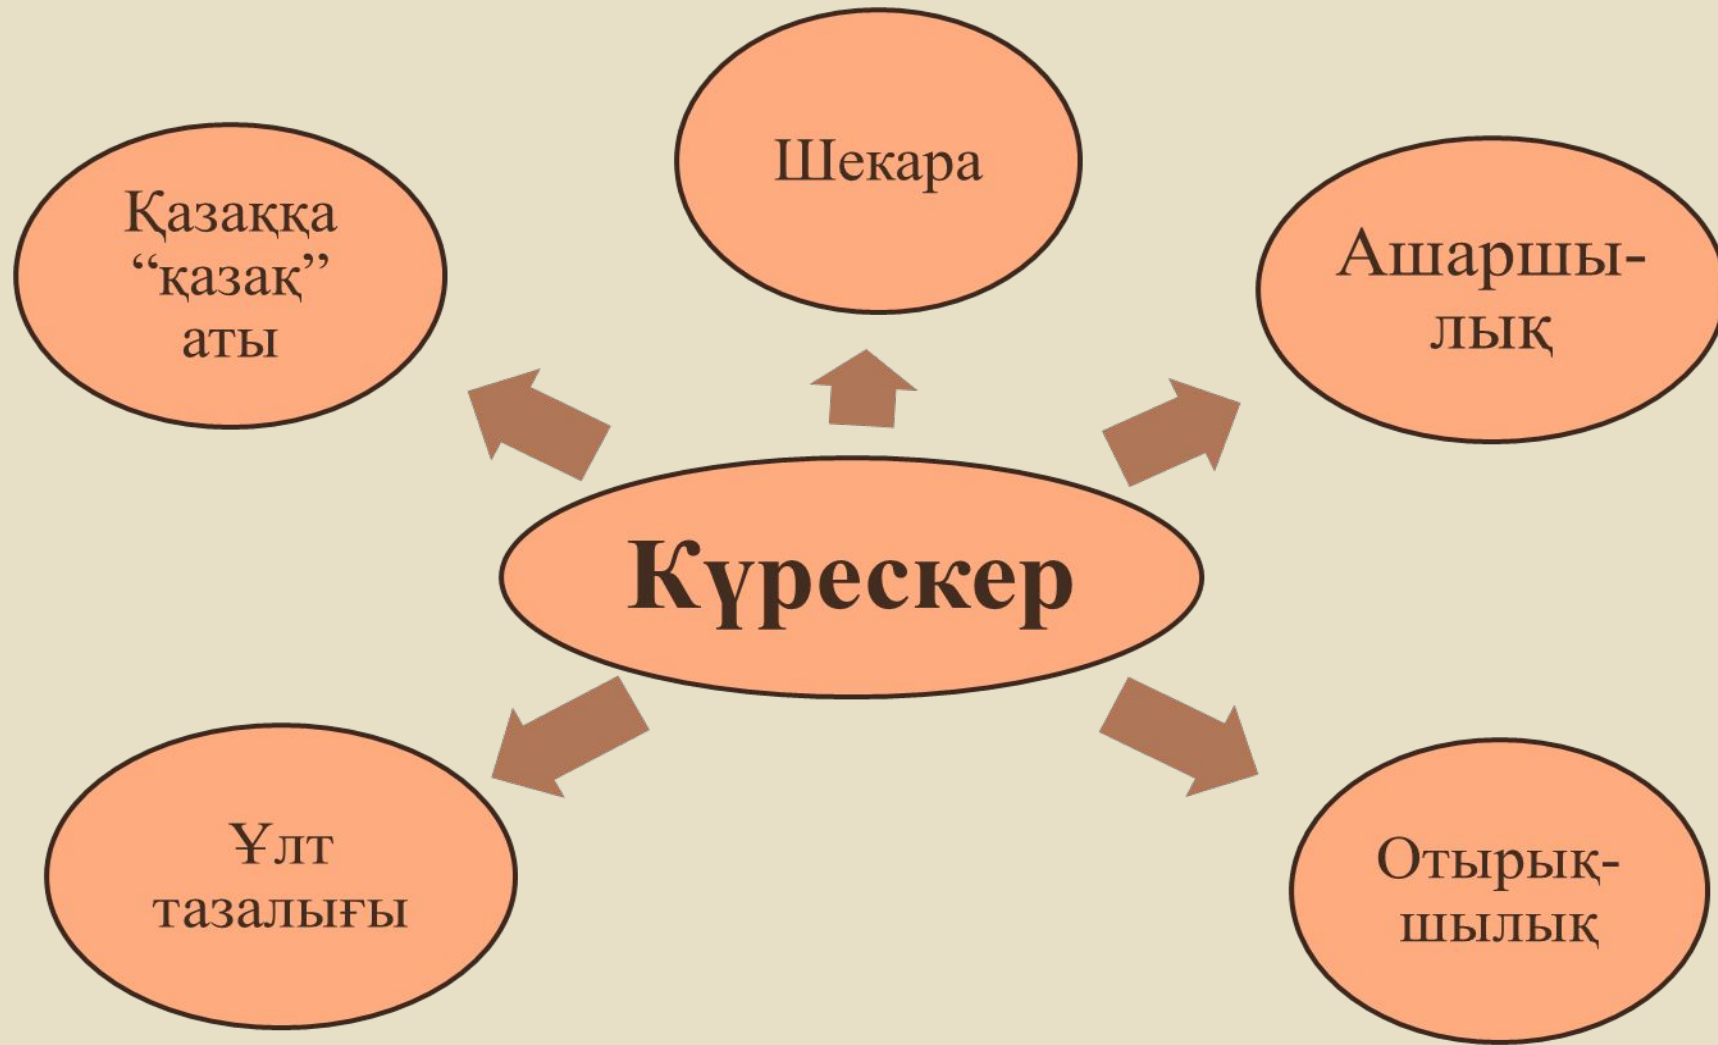 Шекара
Қазаққа
“қазақ”
аты
Ашаршы-
лық
Күрескер
Ұлт
тазалығы
Отырық-
шылық